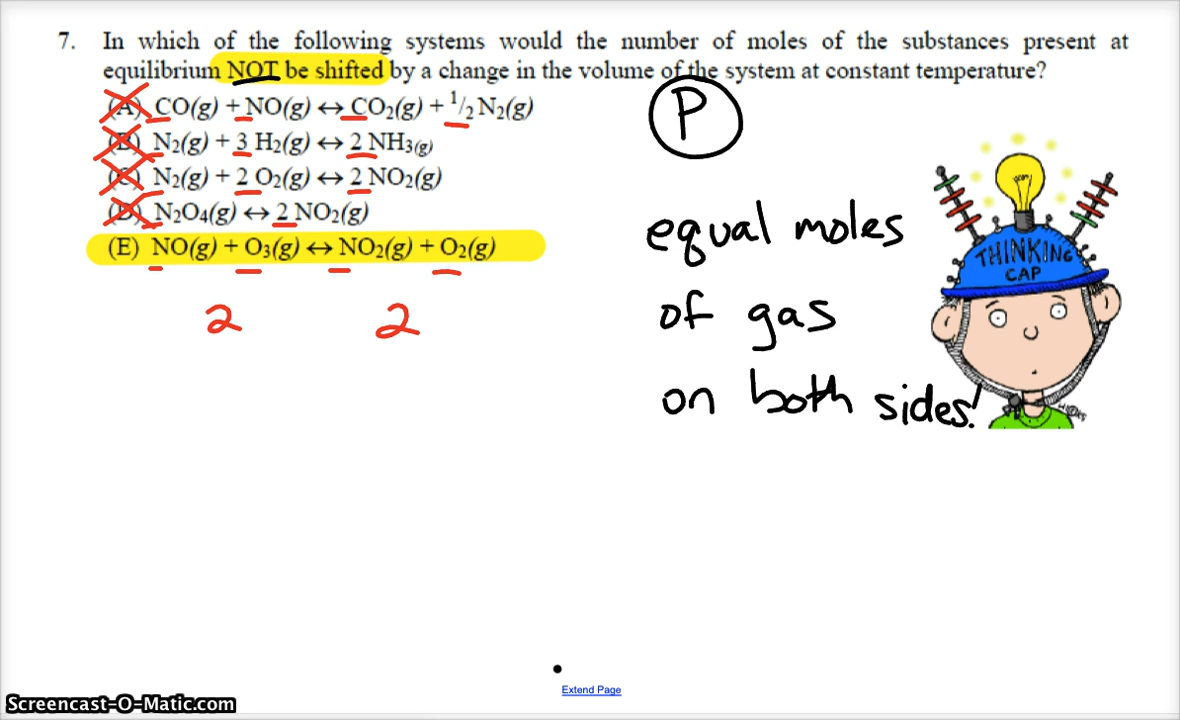 7. In which of the following systems would the number of moles of the substances present at
equilibrium NOT be shifted by a change in the volume of the system at constant temperature?
(A) CO(g) + NO(g) ↔ CO2(g) + 1/2 N2(g)
(B) N2(g) + 3 H2(g) ↔ 2 NH3(g)
(C) N2(g) + 2 O2(g) ↔ 2 NO2(g)
(D) N2O4(g) ↔ 2 NO2(g)
(E) NO(g) + O3(g) ↔ NO2(g) + O2(g)
2 2
P
equal moles
of gas
on both sides!
THINKING
CAP
Extend Page
Screencast-O-Matic.com